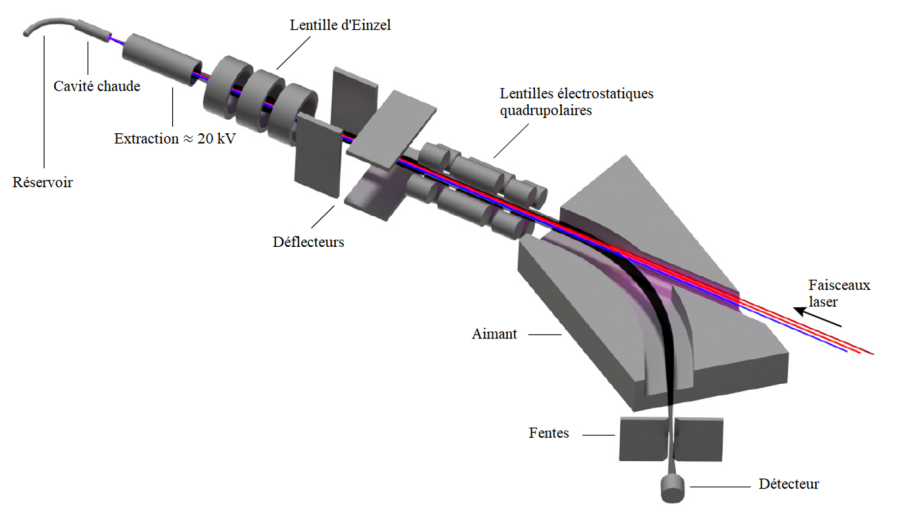 Lentille d'Einzel
Cavité chaude
Extraction ≈ 20 kV
Réservoir
Lentilles électrostatiques
quadrupolaires
Déflecteurs
Faisceaux
laser
Aimant
Fentes
Détecteur